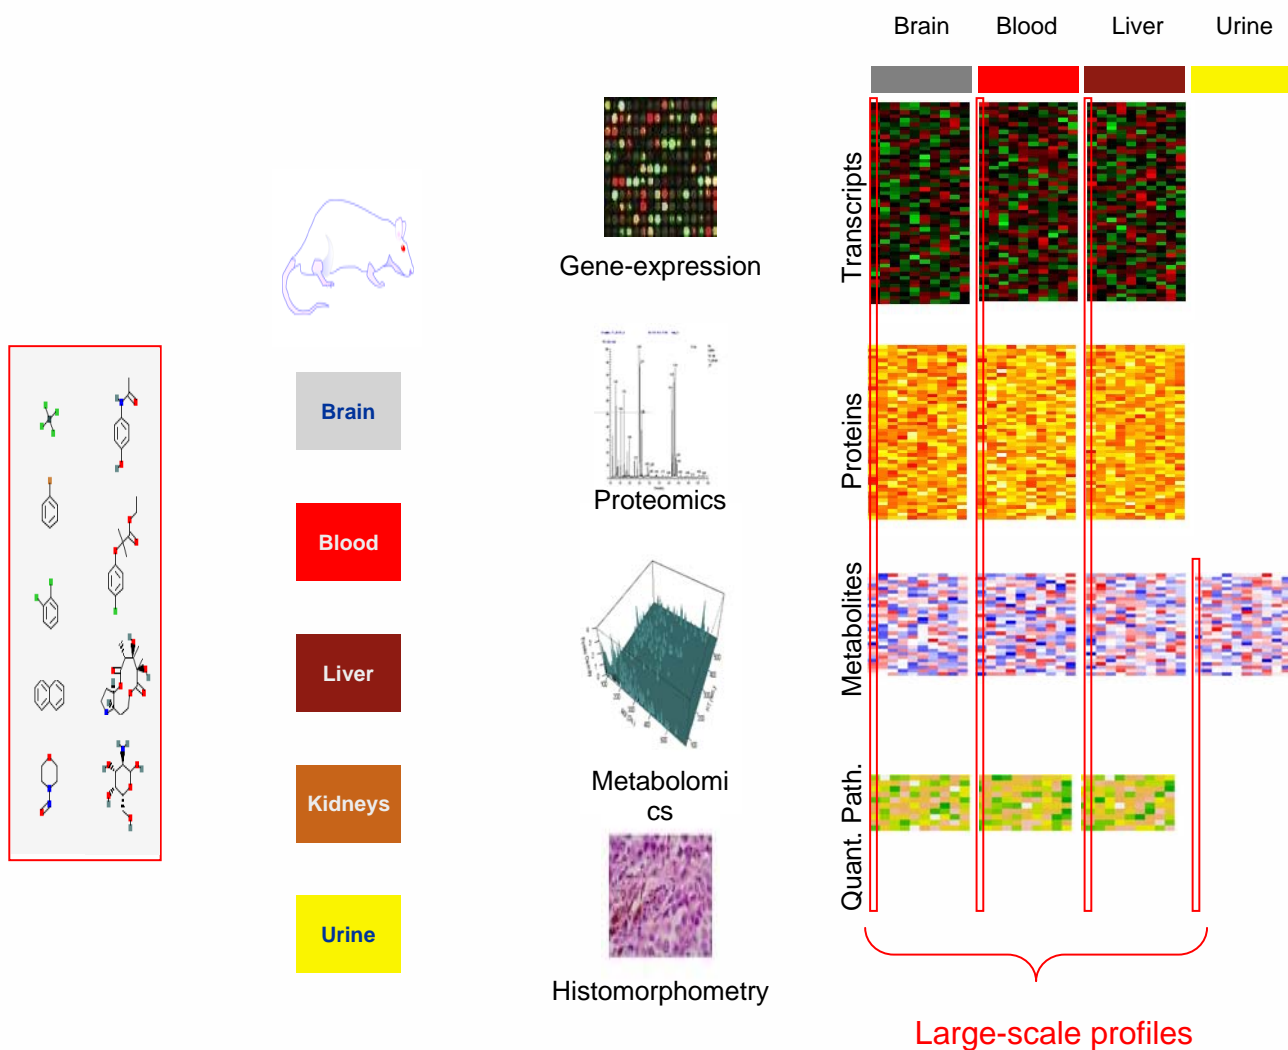 Brain Blood Liver Urine
Transcripts
Gene-expression
Brain
Proteins
Proteomics
Blood
Metabolites
Liver
Metabolomi
cs
Kidneys
Quant. Path.
Urine
Histomorphometry
Large-scale profiles